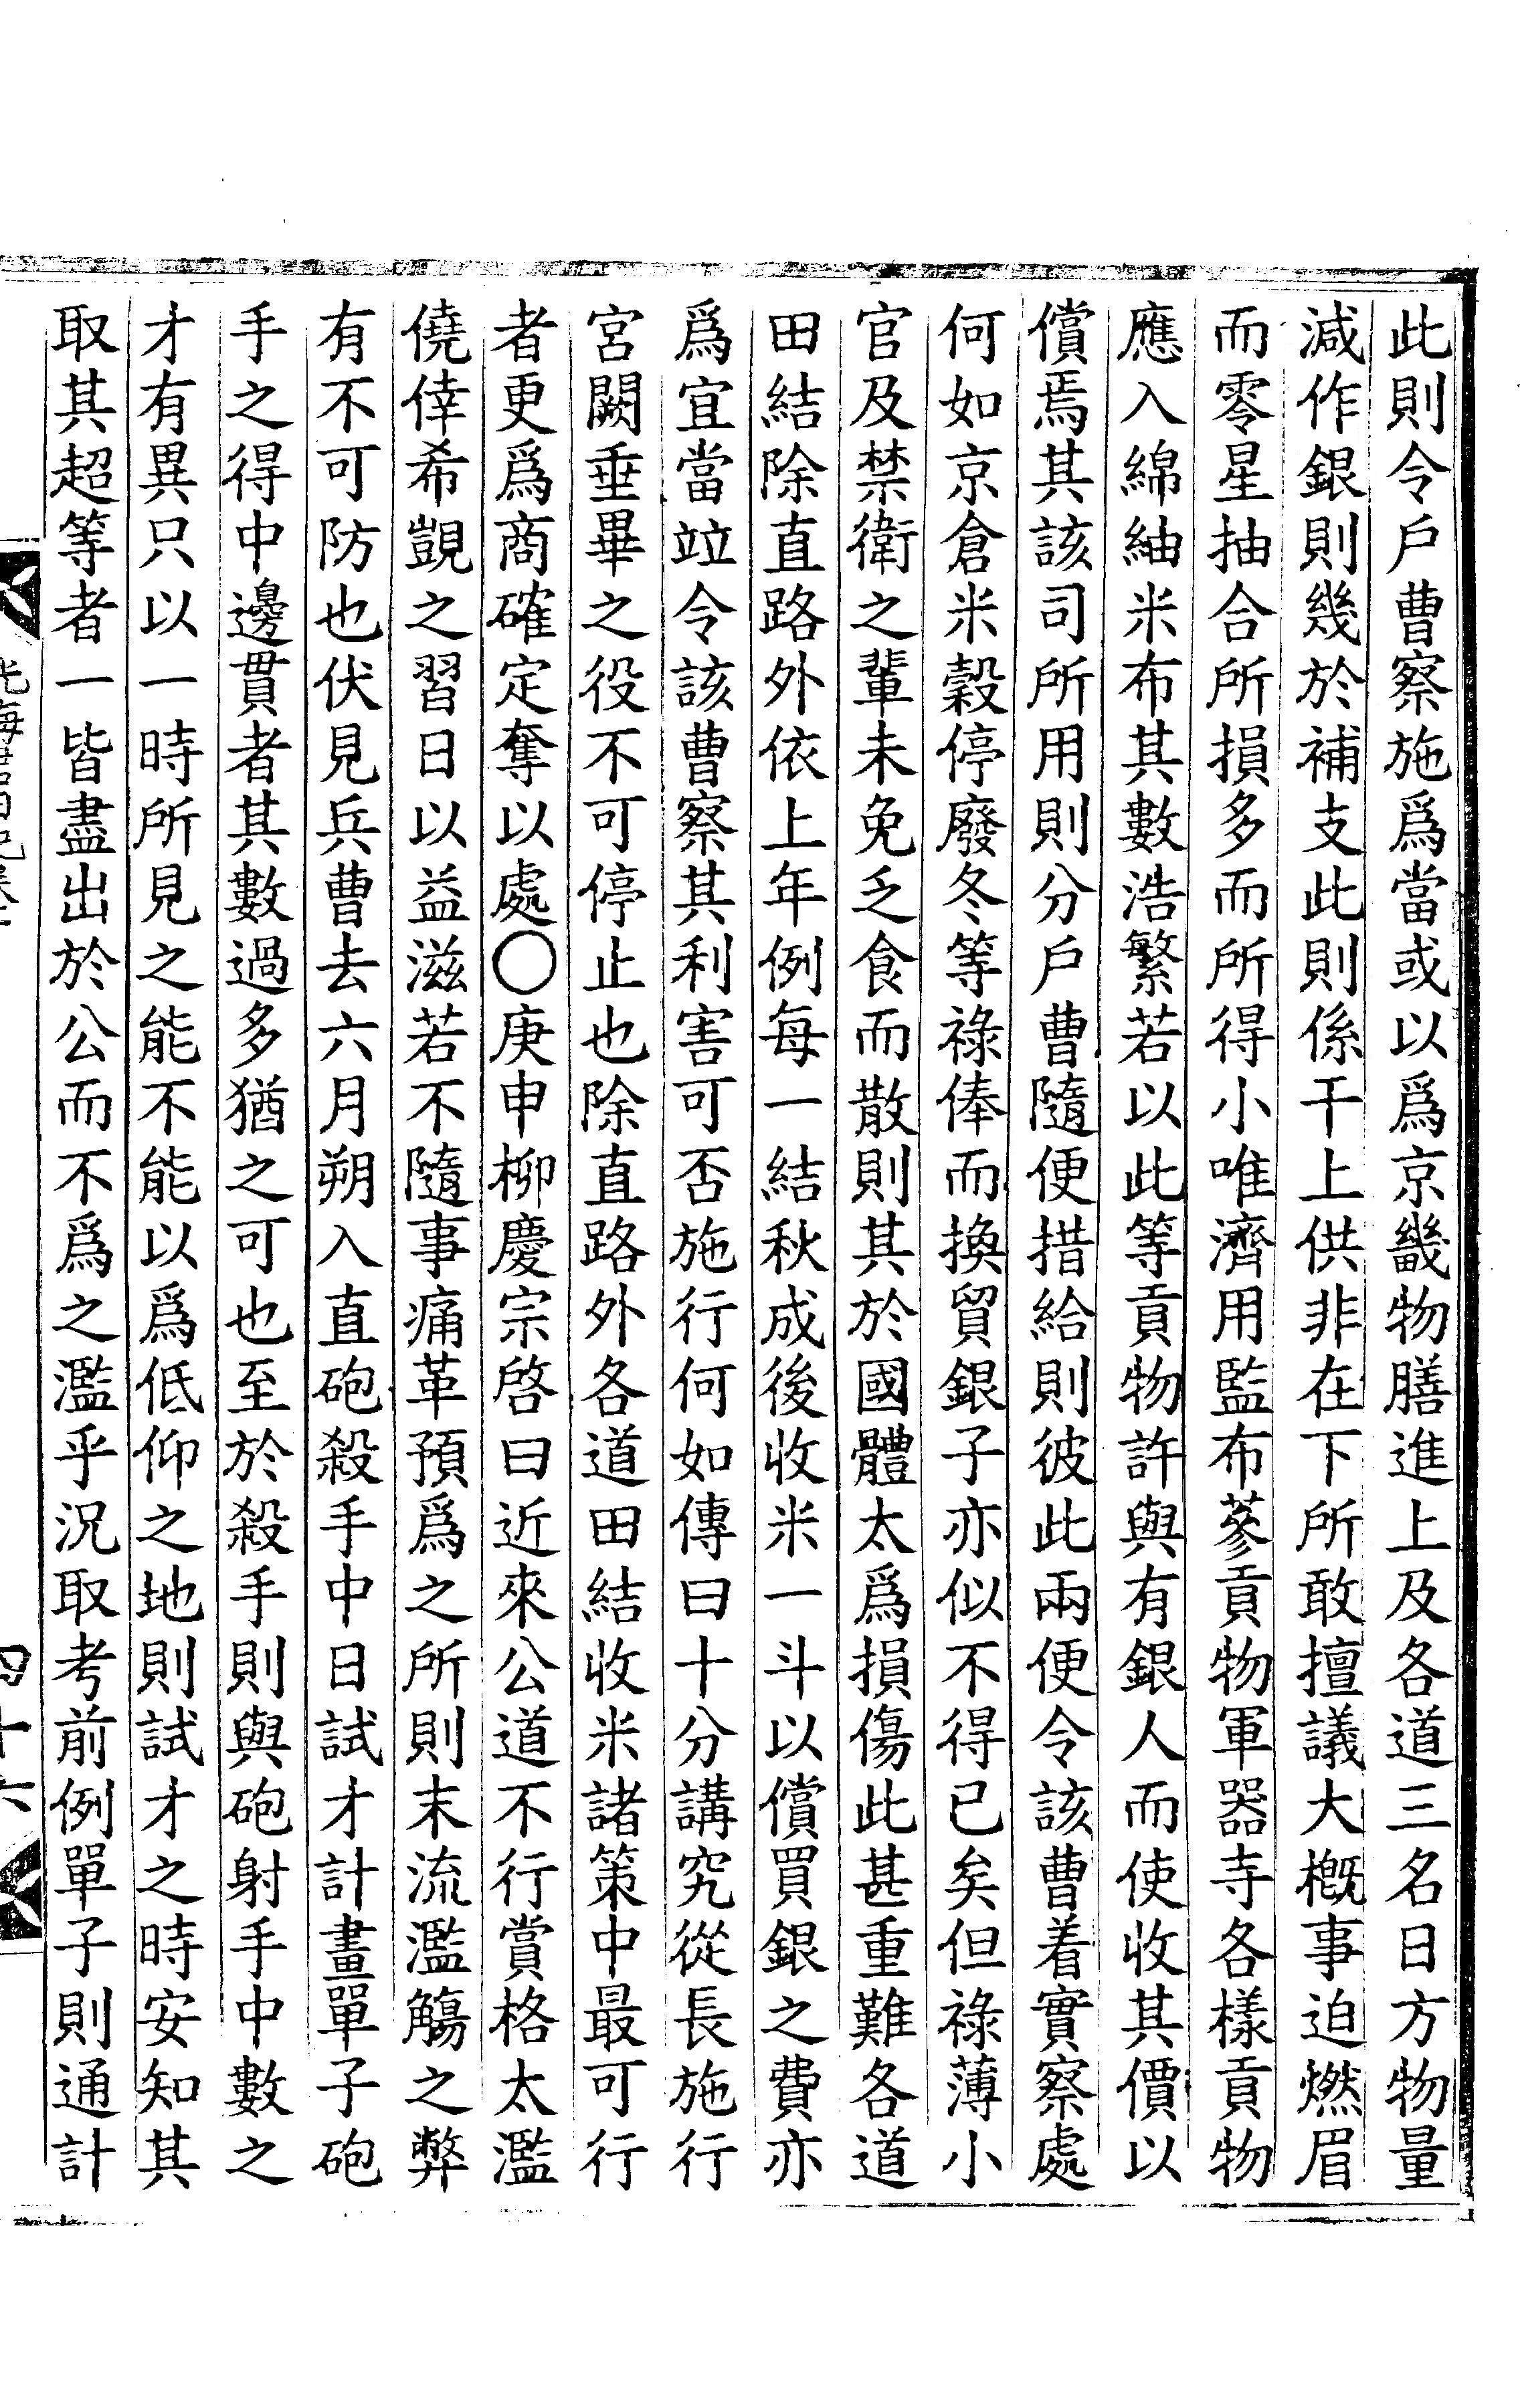 此則令戶曹察施爲當或以爲京畿物膳進上及各道三名日方物量
減作銀則幾於補支此則係干上供非在下所敢擅議大槪事迫燃眉
而零星抽合所損多而所得小唯濟用監布蔘貢物軍器寺各樣貢物
應入綿紬米布其數浩繁若以此等貢物許與有銀人而使收其價以
償焉其該司所用則分戶曹隨便措給則彼此兩便令該曹着實察處
何如京倉米穀停廢冬等祿俸而換貿銀子亦似不得已矣但祿薄小
官及禁衛之輩未免乏食而散則其於國體太爲損傷此甚重難各道
田結除直路外依上年例每一結秋成後收米一斗以償買銀之費亦
爲宜當竝令該曹察其利害可否施行何如傳曰十分講究從長施行
宮闕垂畢之役不可停止也除直路外各道田結收米諸策中最可行
者更爲商確定奪以處○庚申柳慶宗啓曰近來公道不行賞格太濫
僥倖希覬之習日以益滋若不隨事痛革預爲之所則末流濫觴之弊
有不可防也伏見兵曹去六月朔入直砲殺手中日試才計畫單子砲
手之得中邊貫者其數過多猶之可也至於殺手則與砲射手中數之
才有異只以一時所見之能不能以爲低仰之地則試才之時安知其
取其超等者一皆盡出於公而不爲之濫乎況取考前例單子則通計
四十六